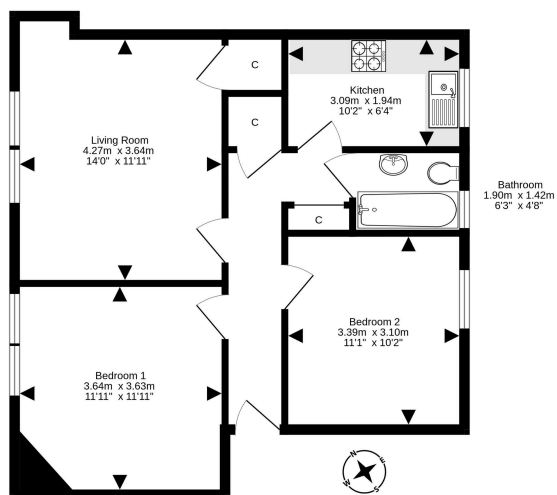 C
Kitchen
3.09m x 1.94m
10'2" x 6'4"
C
Living Room
4.27m x 3.64m
14'0" x 11'11"
Bathroom
1.90m x 1.42m
6'3" x 4'8"
C
Bedroom 2
3.39m x 3.10m
11'1" x 10'2"
Bedroom 1
3.64m x 3.63m
11'11" x 11'11"
N
E
W
S